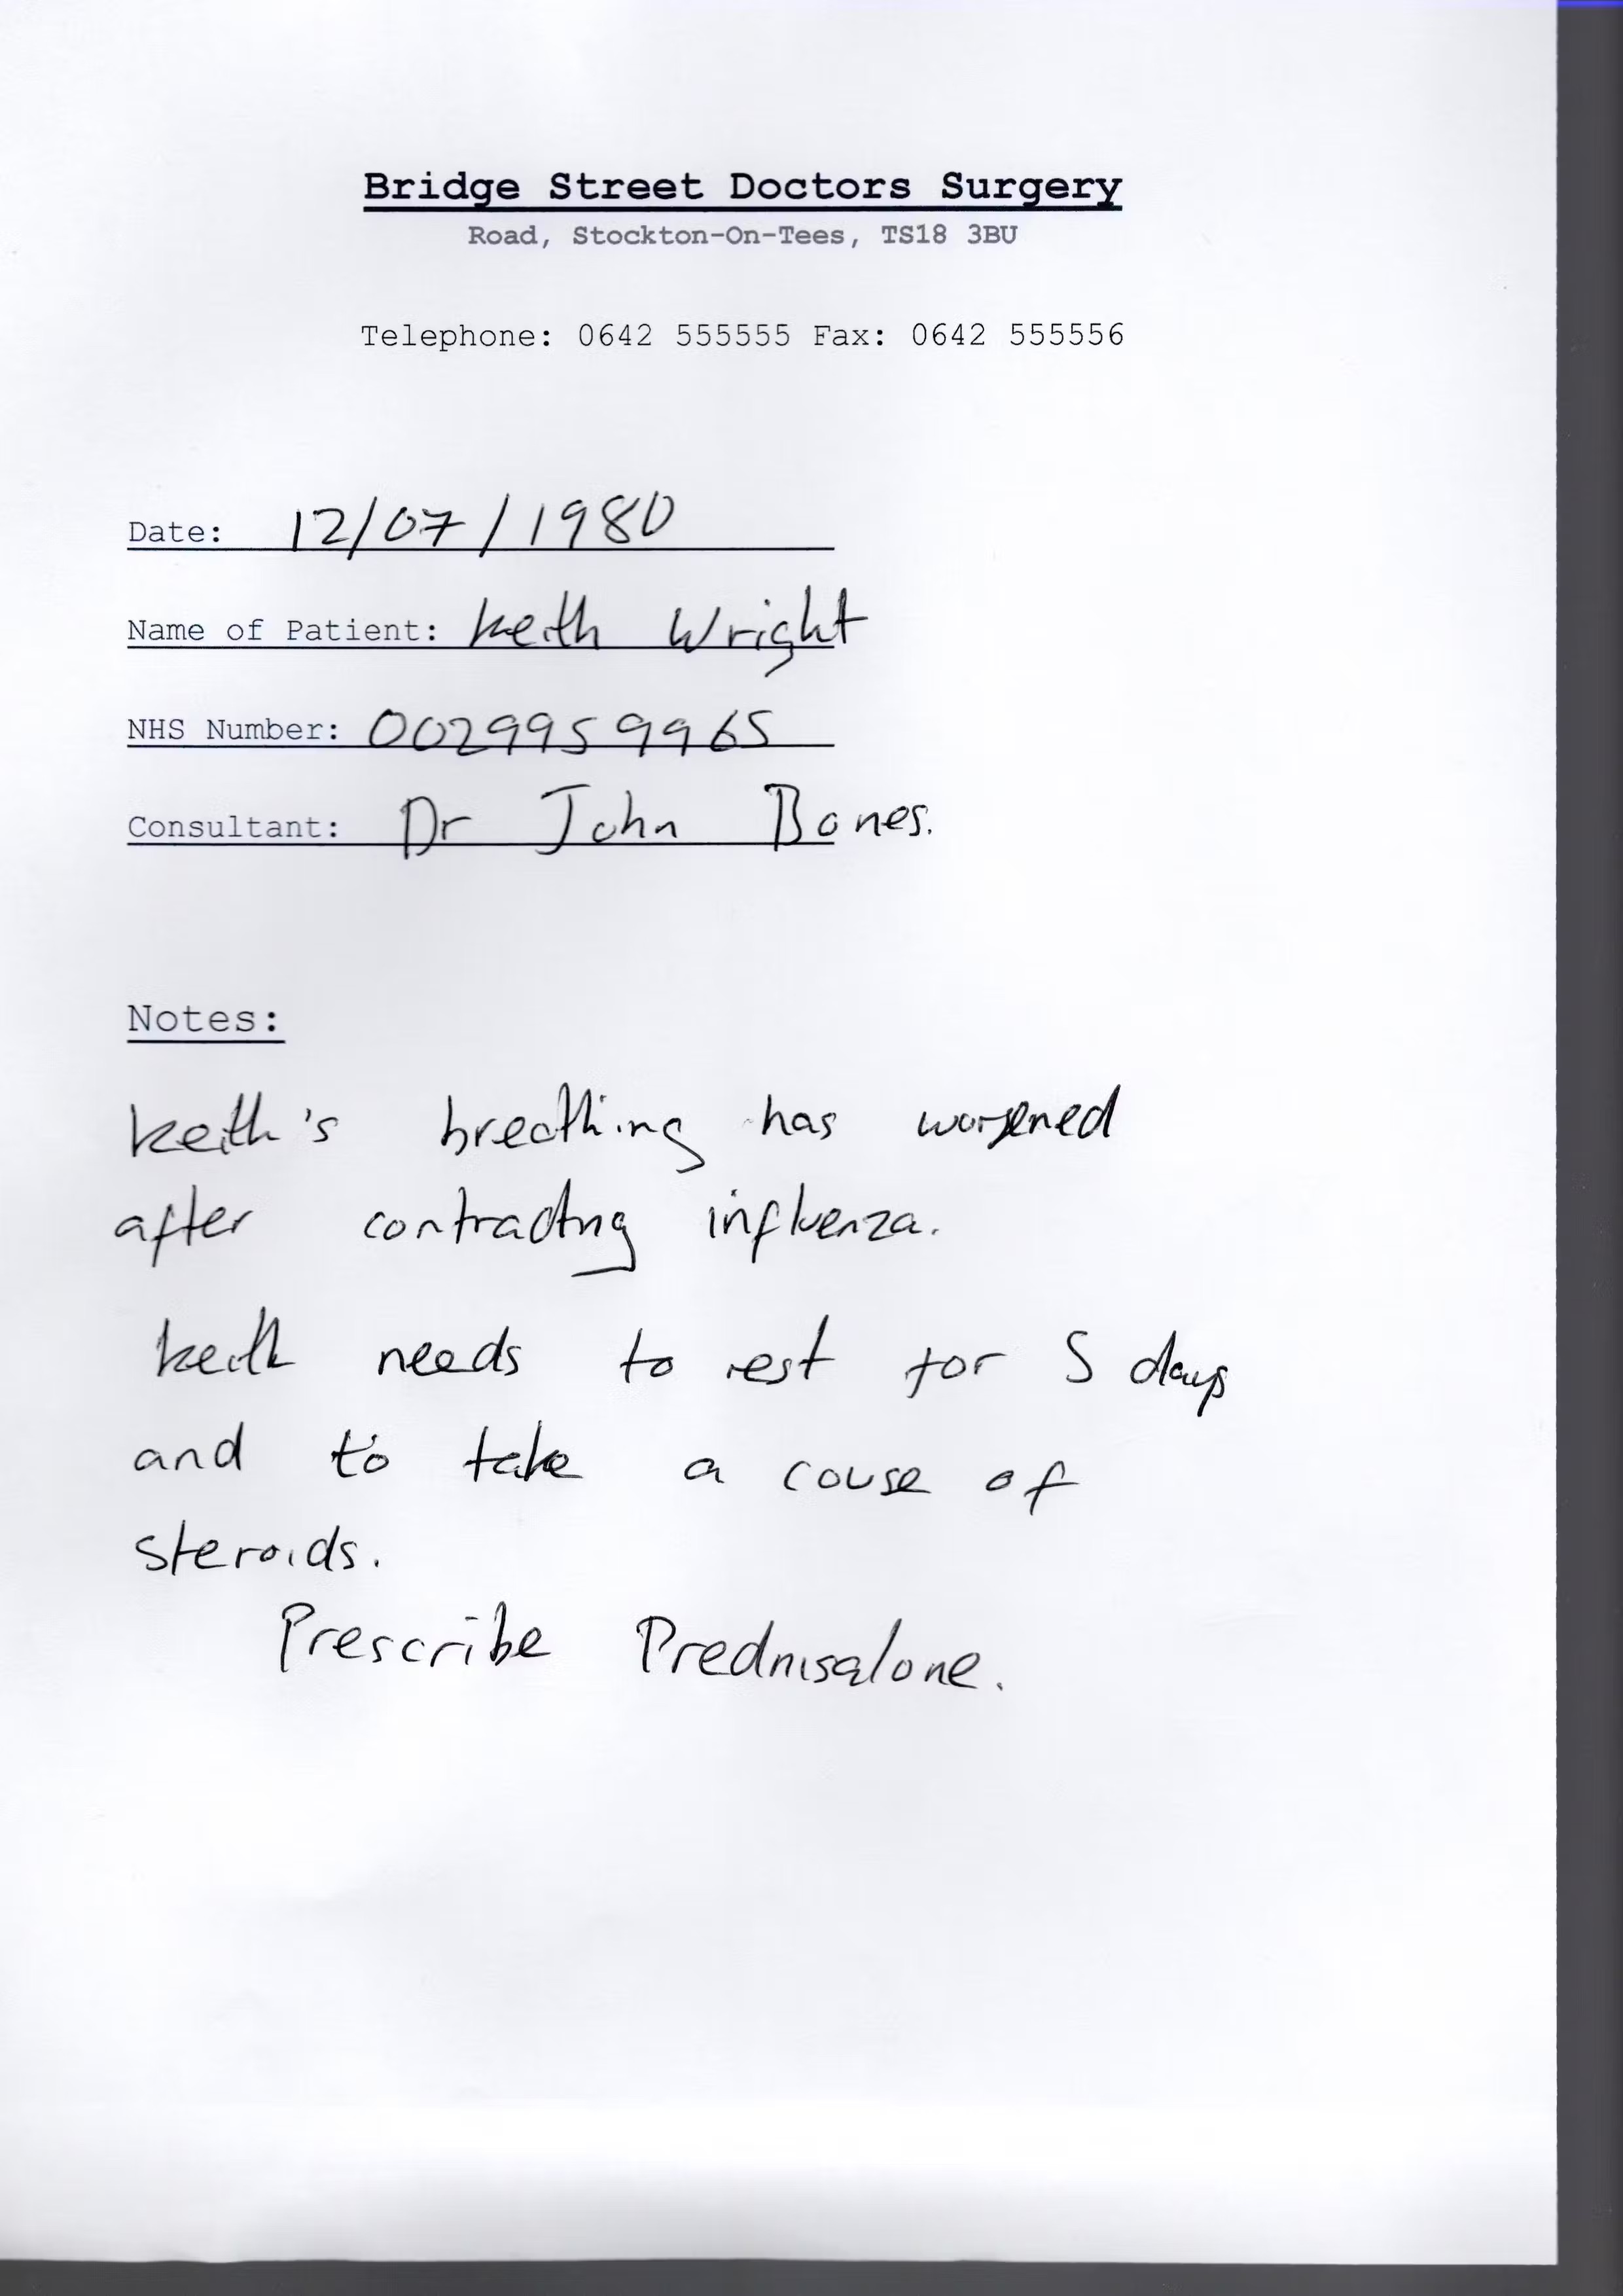 Bridge Street Doctors Surgery
Road, Stockton-On-Tees, TS18 3BU
Telephone: 0642 555555 Fax: 0642 555556
Date: 12/07/1980
Name of Patient: Keith Wright
NHS Number: 0029959965
Consultant: Dr John Bones.
Notes:
Keith's breathing has worsened
after contracting influenza.
Keith needs to rest for 5 days
and to take a couse of
steroids.
Prescribe Prednisalone.